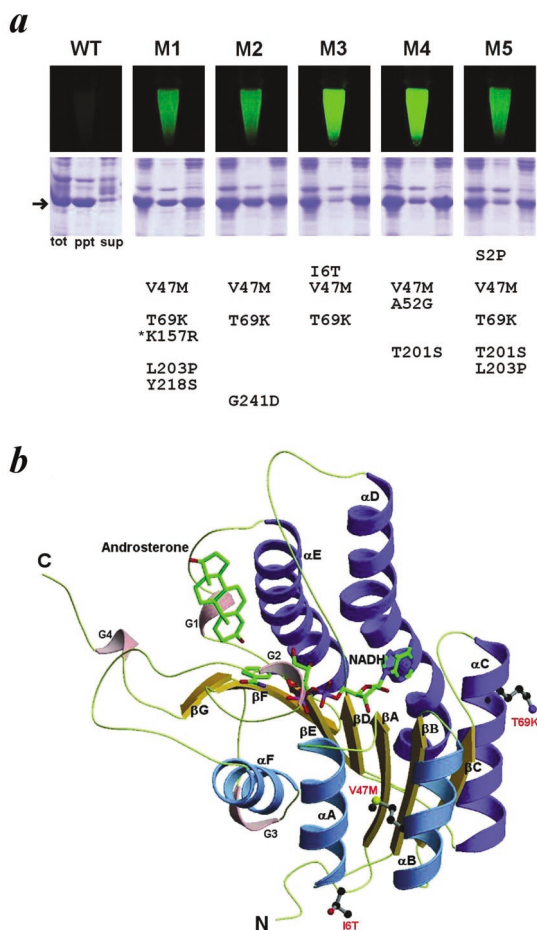 a
WT M1 M2 M3 M4 M5
tot ppt sup
S2P
I6T
V47M V47M V47M V47M V47M
A52G
T69K T69K T69K T69K
*K157R
T201S T201S
L203P L203P
Y218S
G241D
b
αD
Androsterone
αE
C
G4
G1
G2
NADH
αC
T69K
βG
βF
βE
βD
βA
βB
βC
αF
αA
V47M
G3
αB
N
I6T